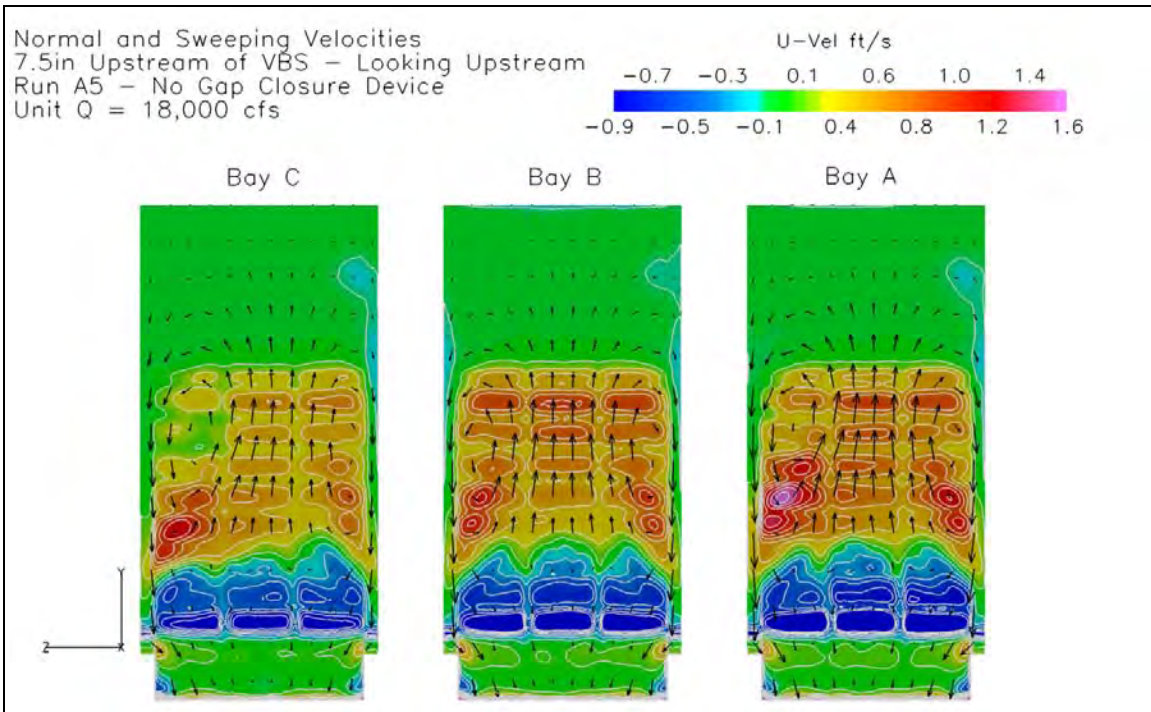 Normal and Sweeping Velocities
7.5in Upstream of VBS – Looking Upstream
Run A5 – No Gap Closure Device
Unit Q = 18,000 cfs
U-Vel ft/s
-0.7 -0.3 0.1 0.6 1.0 1.4
-0.9 -0.5 -0.1 0.4 0.8 1.2 1.6
Bay C Bay B Bay A
Y
Z X